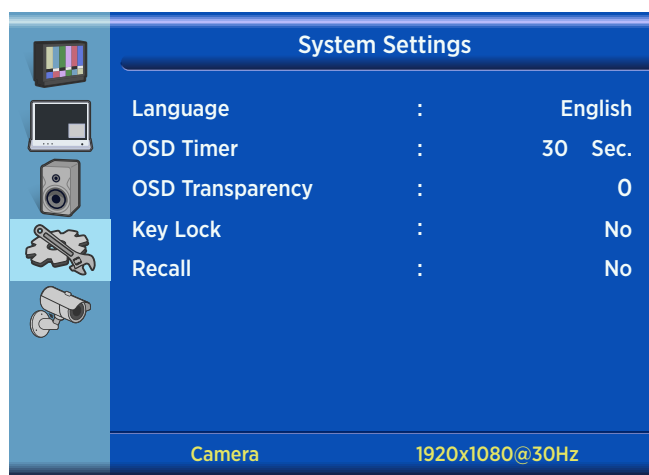 System Settings
Language : English
OSD Timer : 30 Sec.
OSD Transparency : 0
Key Lock : No
Recall : No
Camera 1920x1080@30Hz